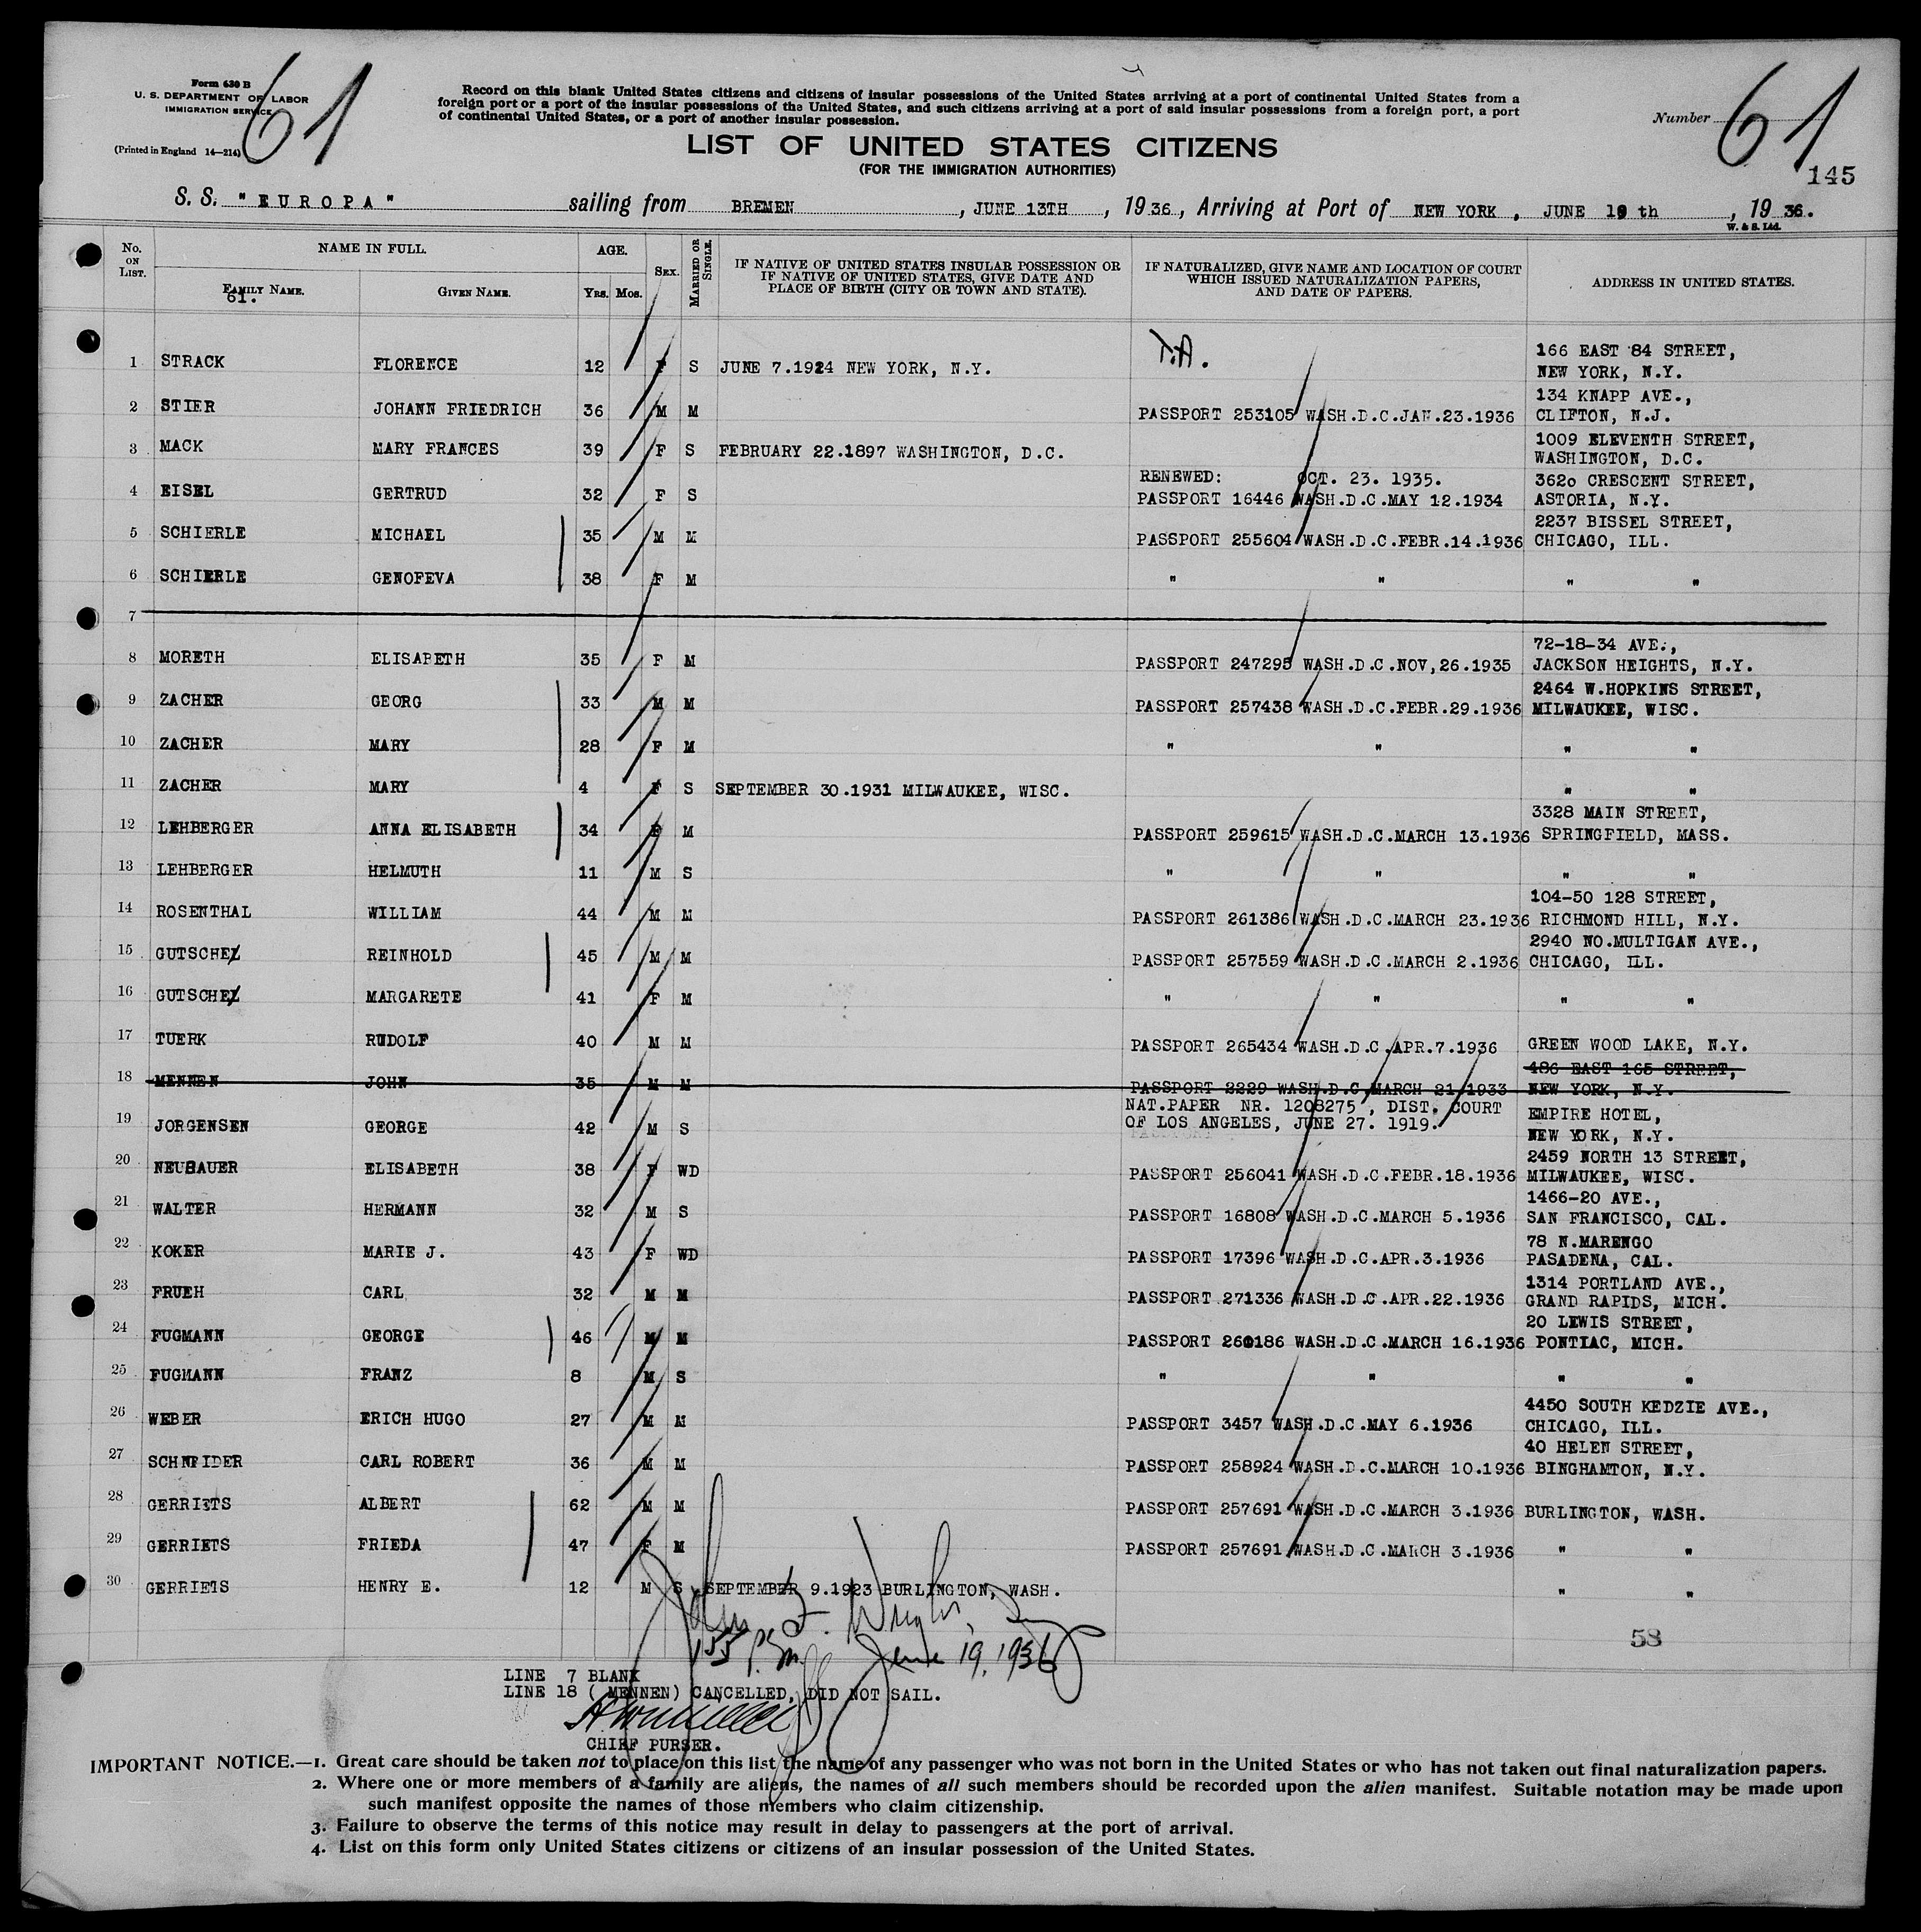 Form 630 B
U. S. DEPARTMENT OF LABOR
IMMIGRATION SERVICE
(Printed in England 14—214)
61
Record on this blank United States citizens and citizens of insular possessions of the United States arriving at a port of continental United States from a
foreign port or a port of the insular possessions of the United States, and such citizens arriving at a port of said insular possessions from a foreign port, a port
of continental United States, or a port of another insular possession.
Number 61
145
LIST OF UNITED STATES CITIZENS
(FOR THE IMMIGRATION AUTHORITIES)
S. S. "EUROPA" sailing from BREMEN, JUNE 13TH, 1936, Arriving at Port of NEW YORK, JUNE 19th, 1936.
W. & S. Ltd.
No. ON LIST. NAME IN FULL. FAMILY NAME. GIVEN NAME. AGE. YRS. MOS. SEX. MARRIED OR SINGLE. IF NATIVE OF UNITED STATES INSULAR POSSESSION OR IF NATIVE OF UNITED STATES, GIVE DATE AND PLACE OF BIRTH (CITY OR TOWN AND STATE). IF NATURALIZED, GIVE NAME AND LOCATION OF COURT WHICH ISSUED NATURALIZATION PAPERS, AND DATE OF PAPERS. ADDRESS IN UNITED STATES.
61.
1 STRACK FLORENCE 12 F S JUNE 7.1924 NEW YORK, N.Y. T.A. 166 EAST 84 STREET, NEW YORK, N.Y.
2 STIER JOHANN FRIEDRICH 36 M M PASSPORT 253105 WASH.D.C.JAN.23.1936 134 KNAPP AVE., CLIFTON, N.J.
3 MACK MARY FRANCES 39 F S FEBRUARY 22.1897 WASHINGTON, D.C. 1009 ELEVENTH STREET, WASHINGTON, D.C.
4 EISEL GERTRUD 32 F S RENEWED: OCT. 23. 1935. PASSPORT 16446 WASH.D.C.MAY 12.1934 3620 CRESCENT STREET, ASTORIA, N.Y.
5 SCHIERLE MICHAEL 35 M M PASSPORT 255604 WASH.D.C.FEBR.14.1936 2237 BISSEL STREET, CHICAGO, ILL.
6 SCHIERLE GENOFEVA 38 F M " " " "
7
8 MORETH ELISABETH 35 F M PASSPORT 247295 WASH.D.C.NOV,26.1935 72-18-34 AVE., JACKSON HEIGHTS, N.Y.
9 ZACHER GEORG 33 M M PASSPORT 257438 WASH.D.C.FEBR.29.1936 2464 W.HOPKINS STREET, MILWAUKEE, WISC.
10 ZACHER MARY 28 F M " " " "
11 ZACHER MARY 4 F S SEPTEMBER 30.1931 MILWAUKEE, WISC. " "
12 LEHBERGER ANNA ELISABETH 34 F M PASSPORT 259615 WASH.D.C.MARCH 13.1936 3328 MAIN STREET, SPRINGFIELD, MASS.
13 LEHBERGER HELMUTH 11 M S " " " "
14 ROSENTHAL WILLIAM 44 M M PASSPORT 261386 WASH.D.C.MARCH 23.1936 104-50 128 STREET, RICHMOND HILL, N.Y.
15 GUTSCHEL REINHOLD 45 M M PASSPORT 257559 WASH.D.C.MARCH 2.1936 2940 NO.MULTIGAN AVE., CHICAGO, ILL.
16 GUTSCHEL MARGARETE 41 F M " " " "
17 TUERK RUDOLF 40 M M PASSPORT 265434 WASH.D.C.APR.7.1936 GREEN WOOD LAKE, N.Y.
18 MENNEN JOHN 35 M M PASSPORT 2229 WASH.D.C.MARCH 21.1933 486 EAST 165 STREET, NEW YORK, N.Y.
19 JORGENSEN GEORGE 42 M S NAT.PAPER NR. 1208275, DIST. COURT OF LOS ANGELES, JUNE 27. 1919. EMPIRE HOTEL, NEW YORK, N.Y.
20 NEUBAUER ELISABETH 38 F WD PASSPORT 256041 WASH.D.C.FEBR.18.1936 2459 NORTH 13 STREET, MILWAUKEE, WISC.
21 WALTER HERMANN 32 M S PASSPORT 16808 WASH.D.C.MARCH 5.1936 1466-20 AVE., SAN FRANCISCO, CAL.
22 KOKER MARIE J. 43 F WD PASSPORT 17396 WASH.D.C.APR.3.1936 78 N.MARENGO PASADENA, CAL.
23 FRUEH CARL 32 M M PASSPORT 271336 WASH.D.C.APR.22.1936 1314 PORTLAND AVE., GRAND RAPIDS, MICH.
24 FUGMANN GEORGE 46 M M PASSPORT 260186 WASH.D.C.MARCH 16.1936 20 LEWIS STREET, PONTIAC, MICH.
25 FUGMANN FRANZ 8 M S " " " "
26 WEBER ERICH HUGO 27 M M PASSPORT 3457 WASH.D.C.MAY 6.1936 4450 SOUTH KEDZIE AVE., CHICAGO, ILL.
27 SCHNEIDER CARL ROBERT 36 M M PASSPORT 258924 WASH.D.C.MARCH 10.1936 40 HELEN STREET, BINGHAMTON, N.Y.
28 GERRIETS ALBERT 62 M M PASSPORT 257691 WASH.D.C.MARCH 3.1936 BURLINGTON, WASH.
29 GERRIETS FRIEDA 47 F M PASSPORT 257691 WASH.D.C.MARCH 3.1936 " "
30 GERRIETS HENRY E. 12 M S SEPTEMBER 9.1923 BURLINGTON, WASH. " "
John
155 P.M. June 19, 1936
58
LINE 7 BLANK
LINE 18 ( MENNEN) CANCELLED, DID NOT SAIL.
CHIEF PURSER.
IMPORTANT NOTICE.—1. Great care should be taken not to place on this list the name of any passenger who was not born in the United States or who has not taken out final naturalization papers.
2. Where one or more members of a family are aliens, the names of all such members should be recorded upon the alien manifest. Suitable notation may be made upon
such manifest opposite the names of those members who claim citizenship.
3. Failure to observe the terms of this notice may result in delay to passengers at the port of arrival.
4. List on this form only United States citizens or citizens of an insular possession of the United States.